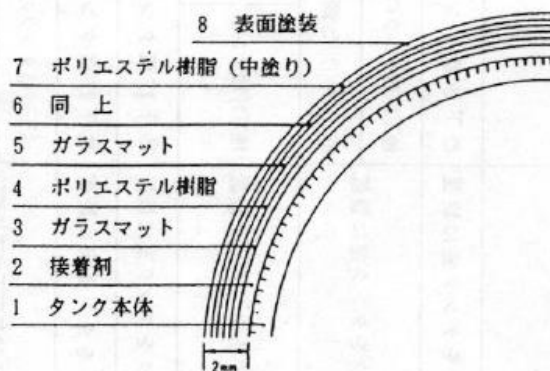 8 表面塗装
7 ポリエステル樹脂(中塗り)
6 同 上
5 ガラスマット
4 ポリエステル樹脂
3 ガラスマット
2 接着剤
1 タンク本体
2mm